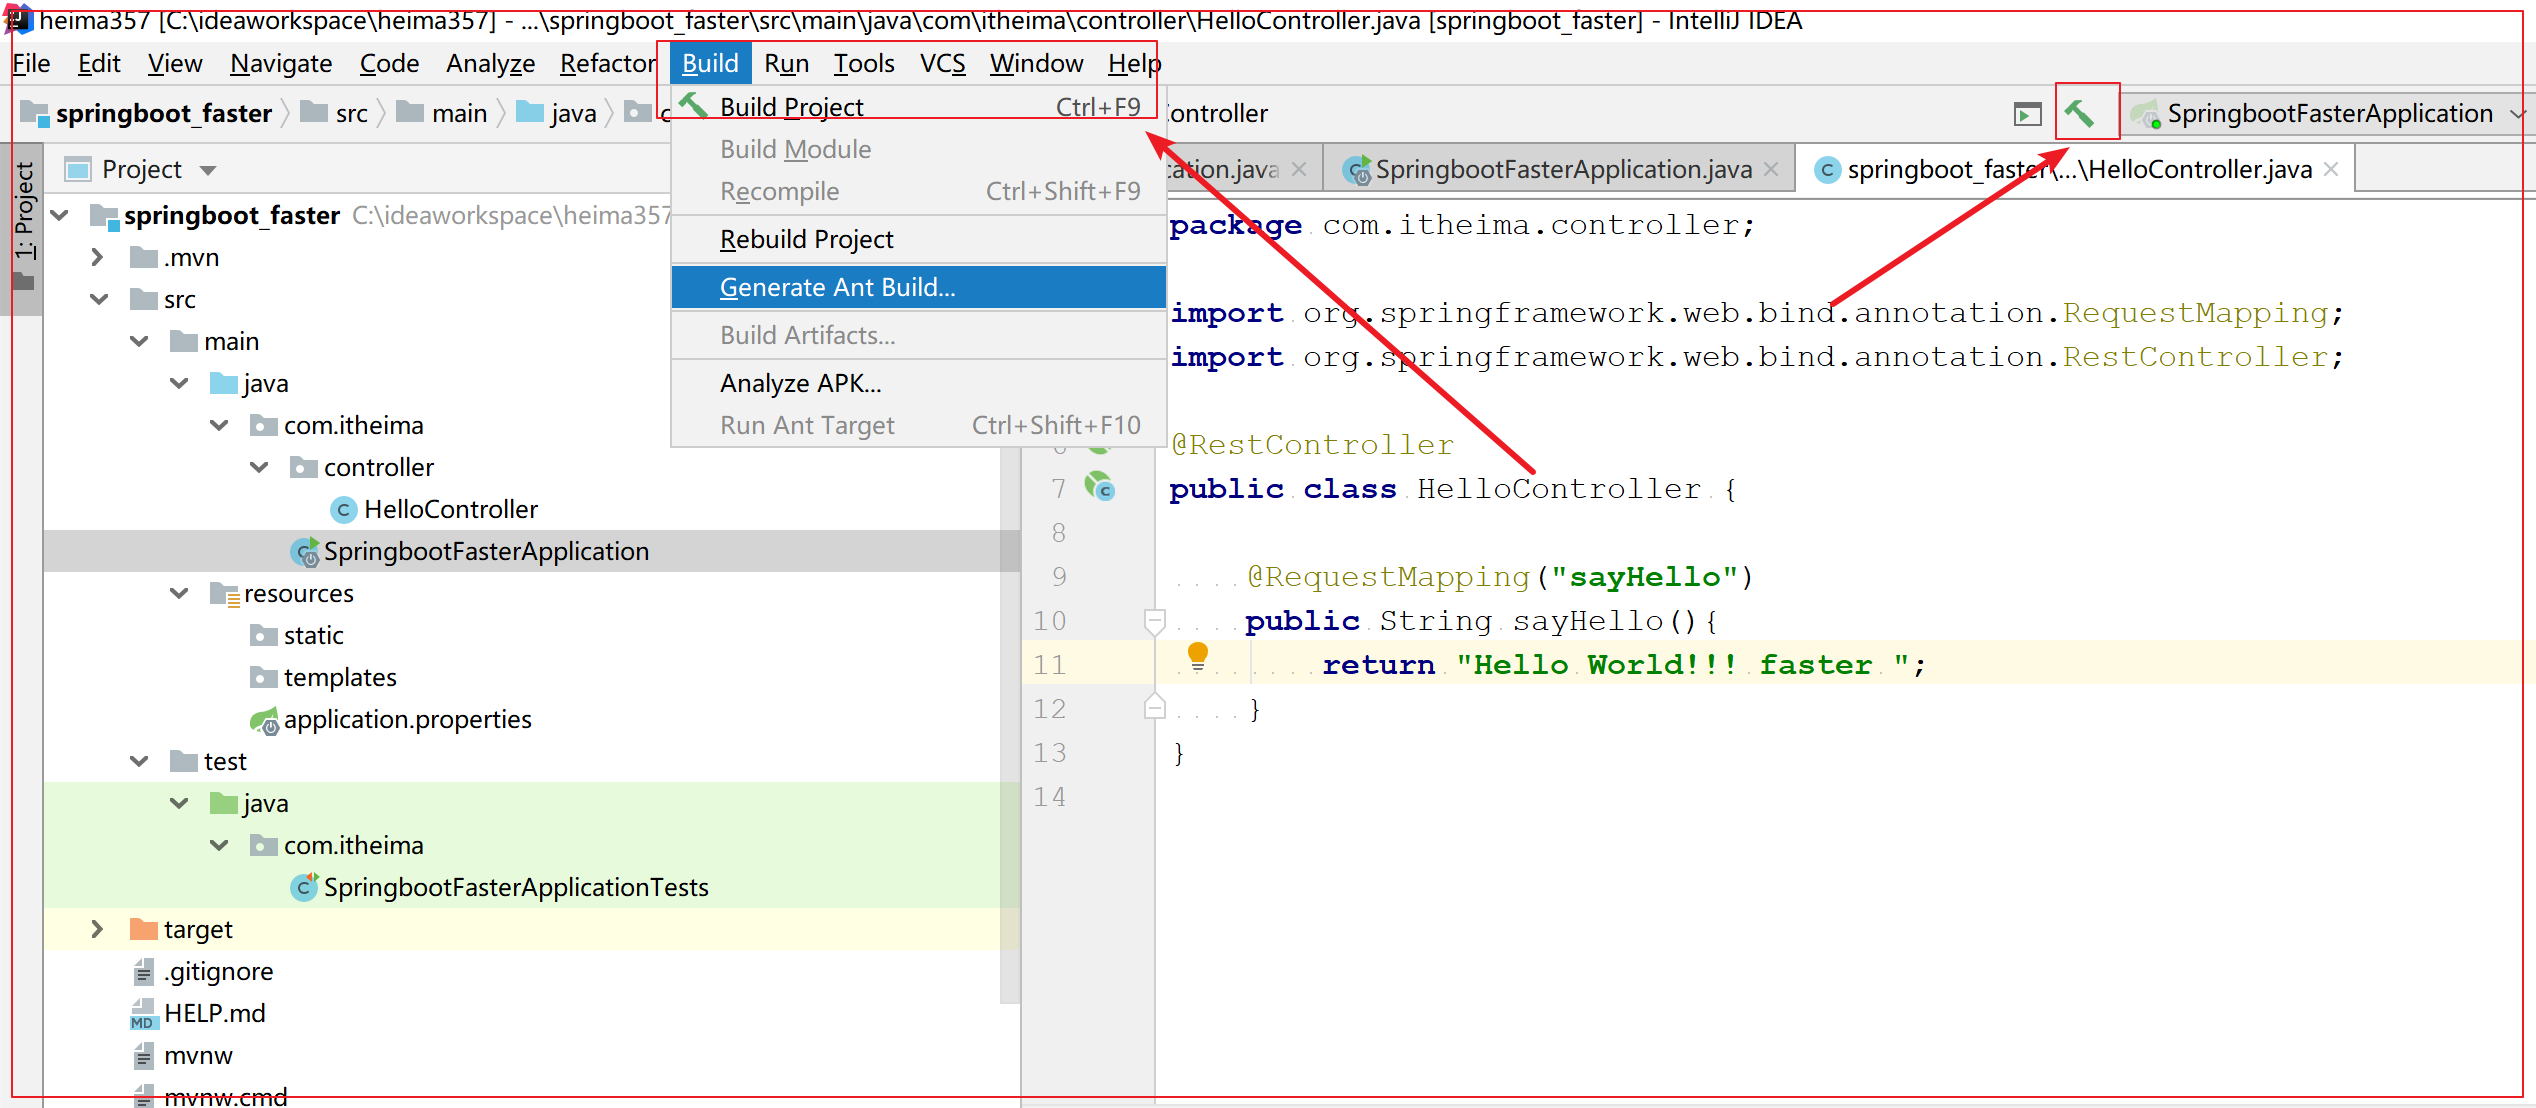 heima357 [C:\ideaworkspace\heima357] - ...\springboot_faster\src\main\java\com\itheima\controller\HelloController.java [springboot_faster] - IntelliJ IDEA
File Edit View Navigate Code Analyze Refactor Build Run Tools VCS Window Help
springboot_faster src main java c ontroller SpringbootFasterApplication
Build Project Ctrl+F9
Build Module
Recompile Ctrl+Shift+F9
Rebuild Project
Generate Ant Build...
Build Artifacts...
Analyze APK...
Run Ant Target Ctrl+Shift+F10
1: Project
Project
cation.java SpringbootFasterApplication.java springboot_faster\...\HelloController.java
springboot_faster C:\ideaworkspace\heima357
.mvn
src
main
java
com.itheima
controller
HelloController
SpringbootFasterApplication
resources
static
templates
application.properties
test
java
com.itheima
SpringbootFasterApplicationTests
target
.gitignore
HELP.md
mvnw
mvnw.cmd
package com.itheima.controller;
import org.springframework.web.bind.annotation.RequestMapping;
import org.springframework.web.bind.annotation.RestController;
6 @RestController
7 public class HelloController {
8
9 @RequestMapping("sayHello")
10 public String sayHello(){
11 return "Hello World!!! faster ";
12 }
13 }
14